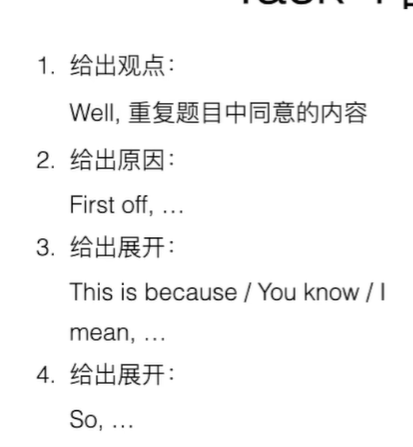 1. 给出观点：
Well, 重复题目中同意的内容
2. 给出原因：
First off, …
3. 给出展开：
This is because / You know / I
mean, …
4. 给出展开：
So, …